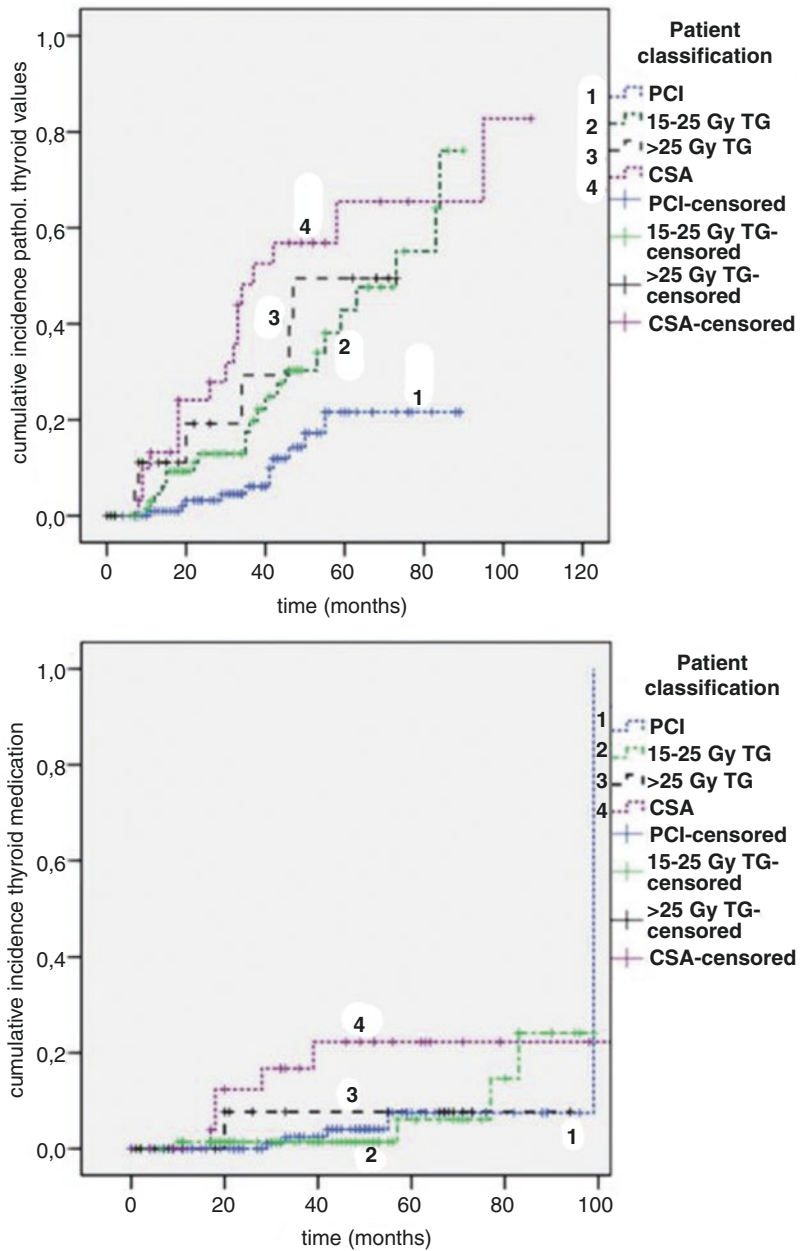 Patient
classification
1 PCI
2 15-25 Gy TG
3 >25 Gy TG
4 CSA
PCI-censored
15-25 Gy TG-
censored
>25 Gy TG-
censored
CSA-censored
cumulative incidence pathol. thyroid values
1,0
0,8
0,6
0,4
0,2
0,0
4
3
2
1
0 20 40 60 80 100 120
time (months)
Patient
classification
1 PCI
2 15-25 Gy TG
3 >25 Gy TG
4 CSA
PCI-censored
15-25 Gy TG-
censored
>25 Gy TG-
censored
CSA-censored
cumulative incidence thyroid medication
1,0
0,8
0,6
0,4
0,2
0,0
4
3
2
1
0 20 40 60 80 100
time (months)